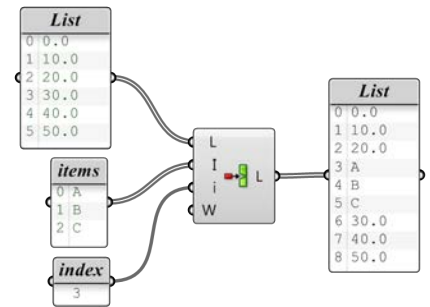 List
0 0.0
1 10.0
2 20.0
3 30.0
4 40.0
5 50.0
items
0 A
1 B
2 C
index
3
L
I
i
W
L
List
0 0.0
1 10.0
2 20.0
3 A
4 B
5 C
6 30.0
7 40.0
8 50.0